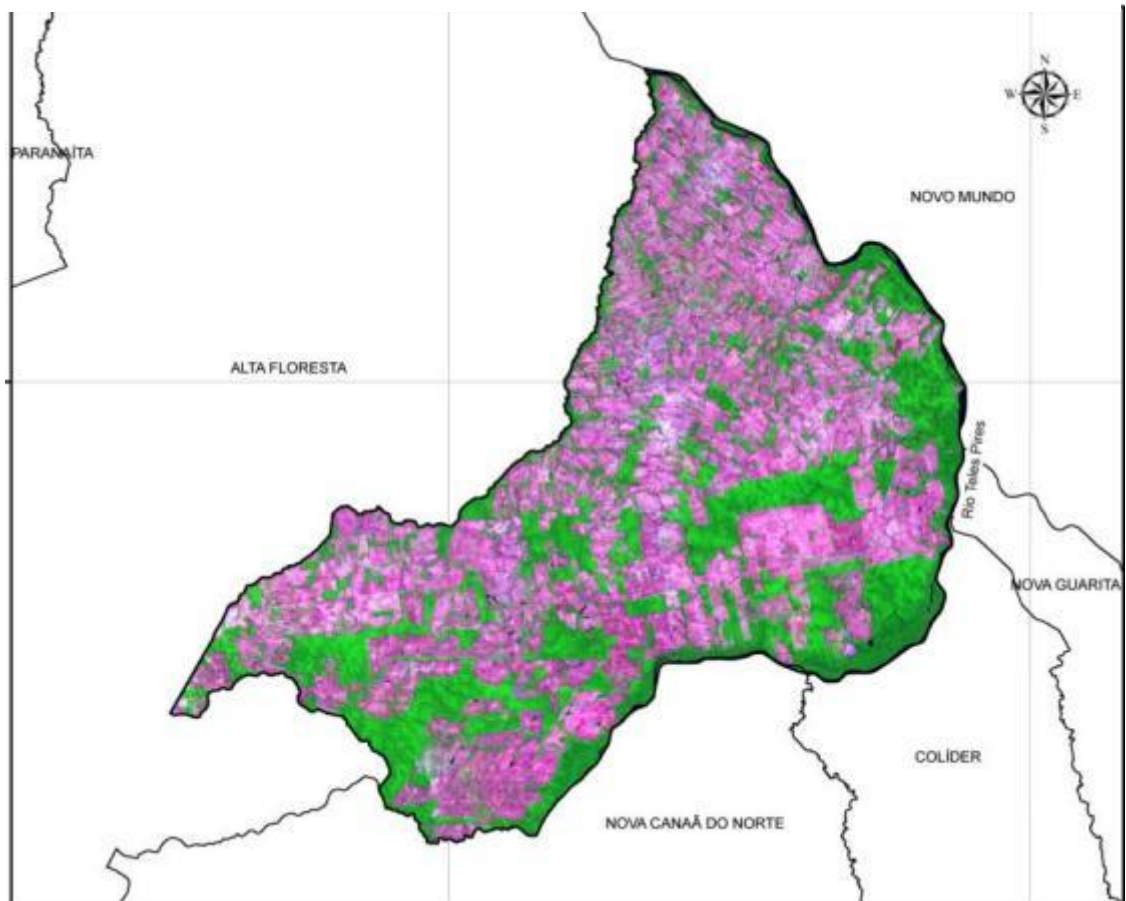 N
W E
S
PARANAÍTA
NOVO MUNDO
ALTA FLORESTA
Rio Teles Pires
NOVA GUARITA
COLÍDER
NOVA CANAÃ DO NORTE